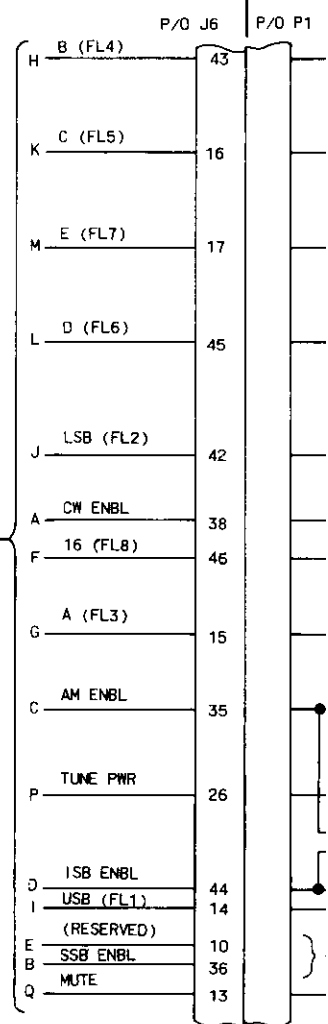 P/O J6 P/O P1
H B (FL4) 43
K C (FL5) 16
M E (FL7) 17
L D (FL6) 45
J LSB (FL2) 42
A CW ENBL 38
F 16 (FL8) 46
G A (FL3) 15
C AM ENBL 35
P TUNE PWR 26
D ISB ENBL 44
I USB (FL1) 14
E (RESERVED) 10
B SSB ENBL 36
Q MUTE 13